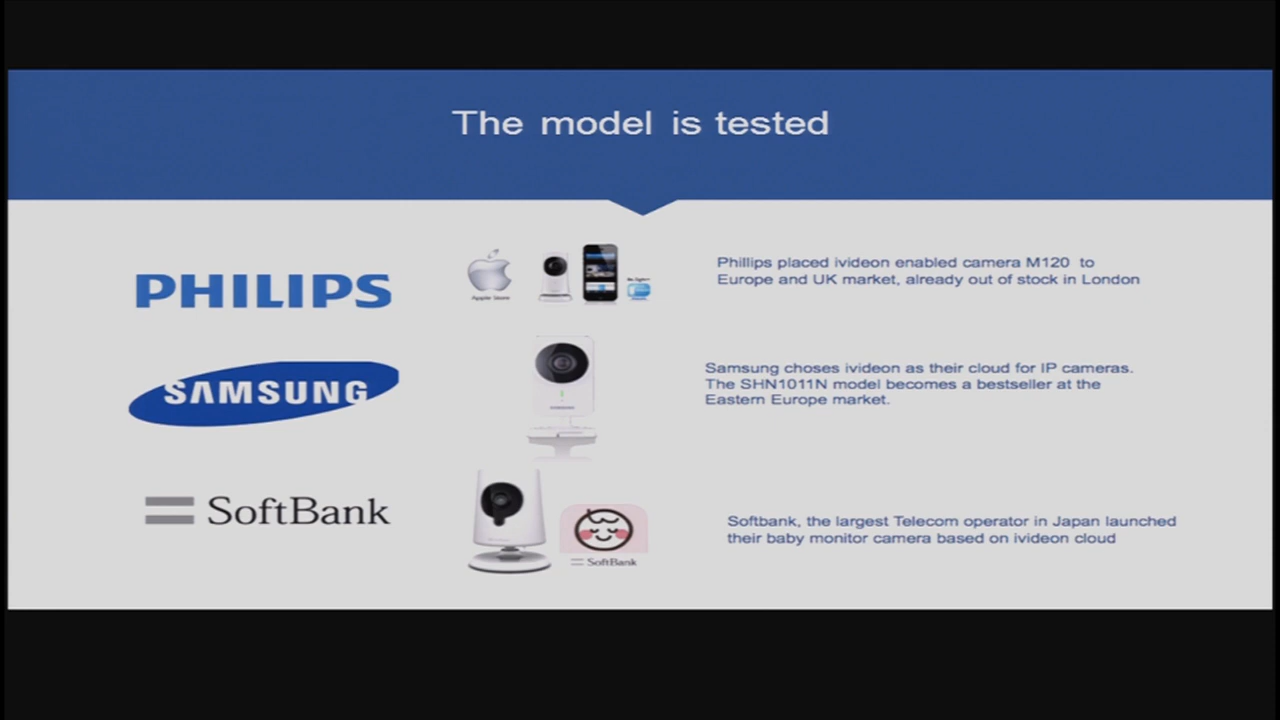 The model is tested
PHILIPS
Apple Store
Phillips placed ivideon enabled camera M120 to
Europe and UK market, already out of stock in London
SAMSUNG
SAMSUNG
Samsung choses ivideon as their cloud for IP cameras.
The SHN1011N model becomes a bestseller at the
Eastern Europe market.
SoftBank
SoftBank
Softbank, the largest Telecom operator in Japan launched
their baby monitor camera based on ivideon cloud